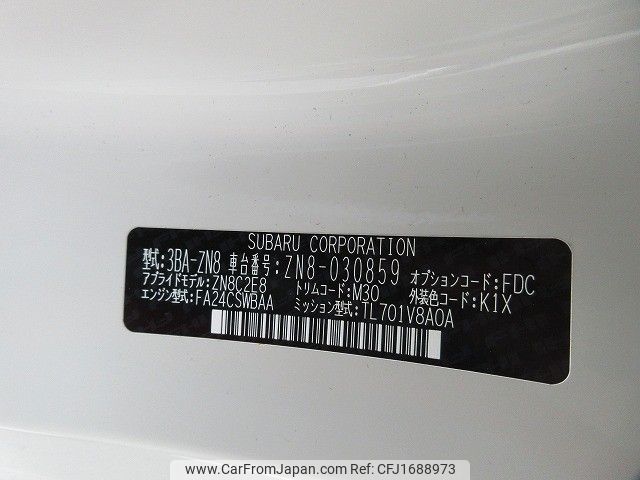 SUBARU CORPORATION
型式:3BA-ZN8 車台番号:ZN8-030859 オプションコード:FDC
アプライドモデル:ZN8C2E8 トリムコード:M30 外装色コード:K1X
エンジン型式:FA24CSWBAA ミッション型式:TL701V8A0A
www.CarFromJapan.com CFJ1688973